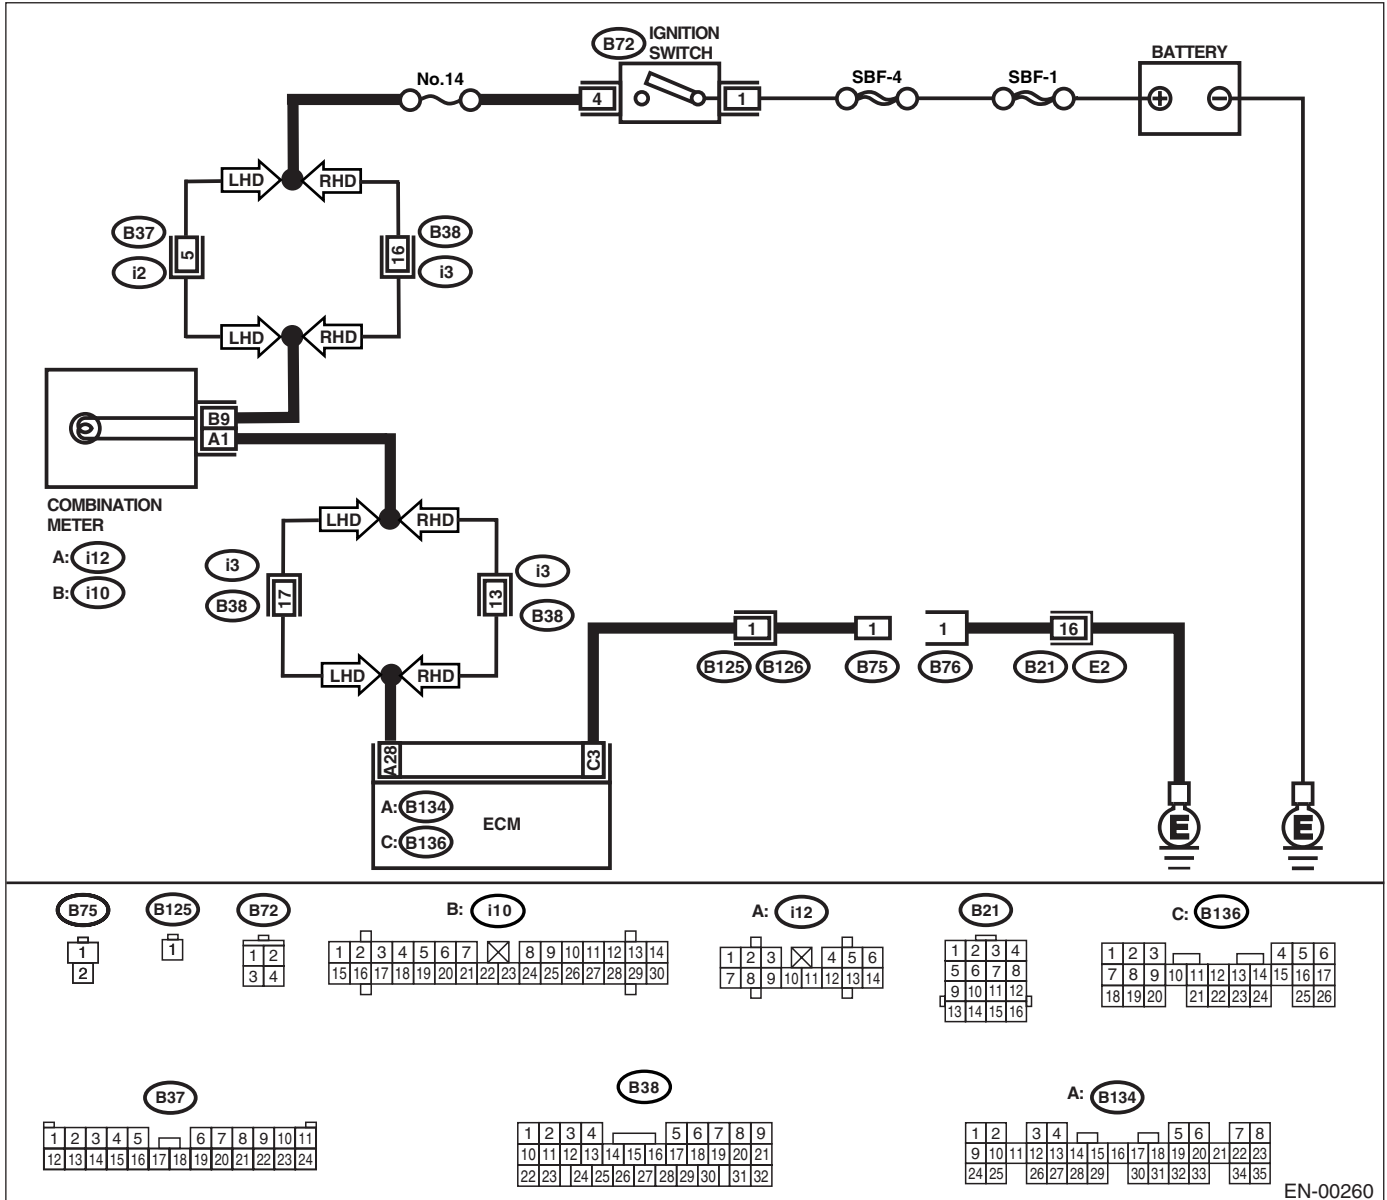 B72 IGNITION
SWITCH
No.14
SBF-4
SBF-1
BATTERY
4
1
LHD
RHD
B37
i2
5
16
B38
i3
LHD
RHD
B9
A1
COMBINATION
METER
A: i12
B: i10
LHD
RHD
i3
B38
17
13
i3
B38
LHD
RHD
1
1
1
16
B125 B126 B75 B76 B21 E2
A28
C3
A: B134
ECM
C: B136
E
E
B75
1
2
B125
1
B72
1 2
3 4
B: i10
1 2 3 4 5 6 7 8 9 10 11 12 13 14
15 16 17 18 19 20 21 22 23 24 25 26 27 28 29 30
A: i12
1 2 3 4 5 6
7 8 9 10 11 12 13 14
B21
1 2 3 4
5 6 7 8
9 10 11 12
13 14 15 16
C: B136
1 2 3 4 5 6
7 8 9 10 11 12 13 14 15 16 17
18 19 20 21 22 23 24 25 26
B37
1 2 3 4 5 6 7 8 9 10 11
12 13 14 15 16 17 18 19 20 21 22 23 24
B38
1 2 3 4 5 6 7 8 9
10 11 12 13 14 15 16 17 18 19 20 21
22 23 24 25 26 27 28 29 30 31 32
A: B134
1 2 3 4 5 6 7 8
9 10 11 12 13 14 15 16 17 18 19 20 21 22 23
24 25 26 27 28 29 30 31 32 33 34 35
EN-00260